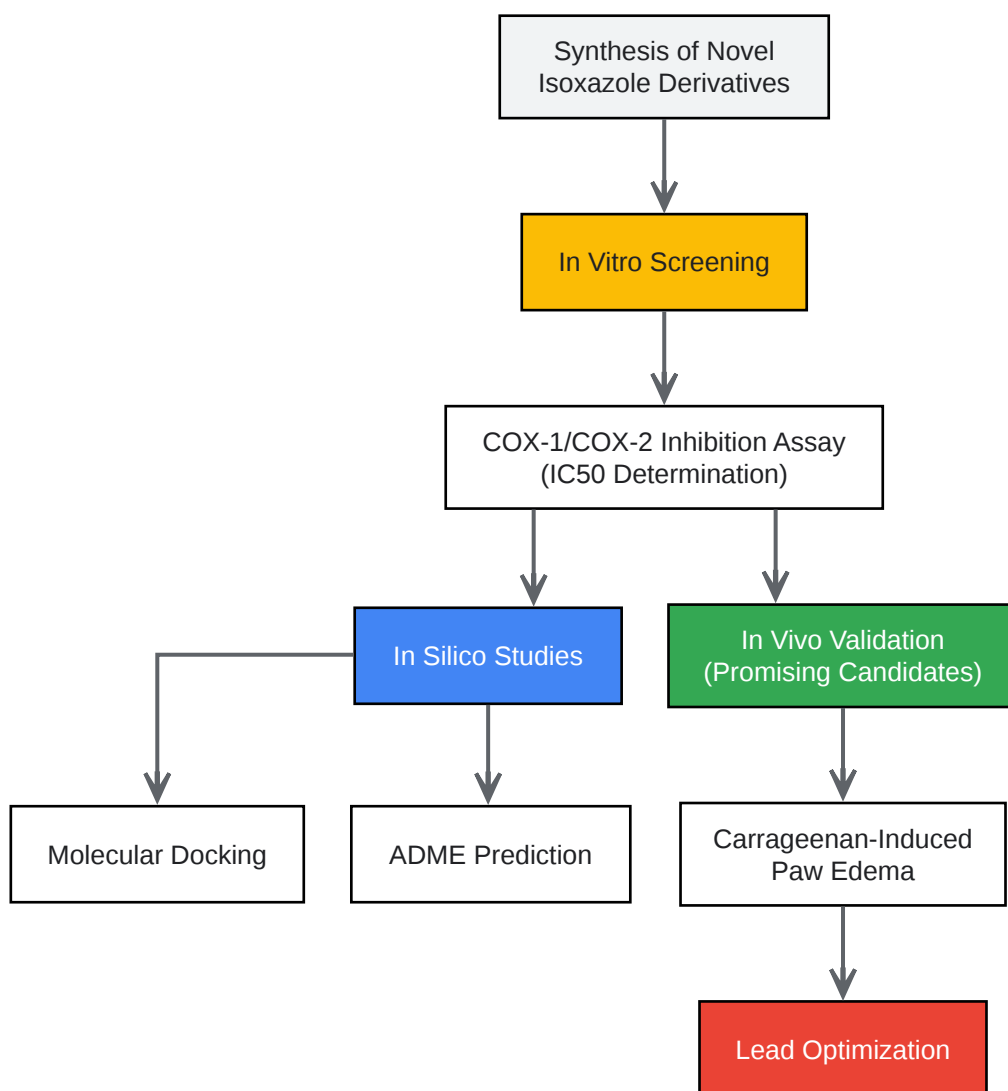 Synthesis of Novel
Isoxazole Derivatives
In Vitro Screening
COX-1/COX-2 Inhibition Assay
(IC50 Determination)
In Silico Studies
In Vivo Validation
(Promising Candidates)
Molecular Docking
ADME Prediction
Carrageenan-Induced
Paw Edema
Lead Optimization